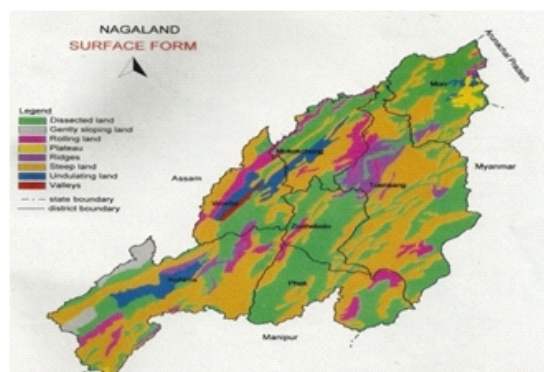 NAGALAND
SURFACE FORM
Arunachal Pradesh
Mon
Legend
Dissected land
Gently sloping land
Rolling land
Plateau
Ridges
Steep land
Undulating land
Valleys
state boundary
district boundary
Assam
Myanmar
Mokokchung
Tuensang
Wokha
Zunheboto
Kohima
Phek
Manipur